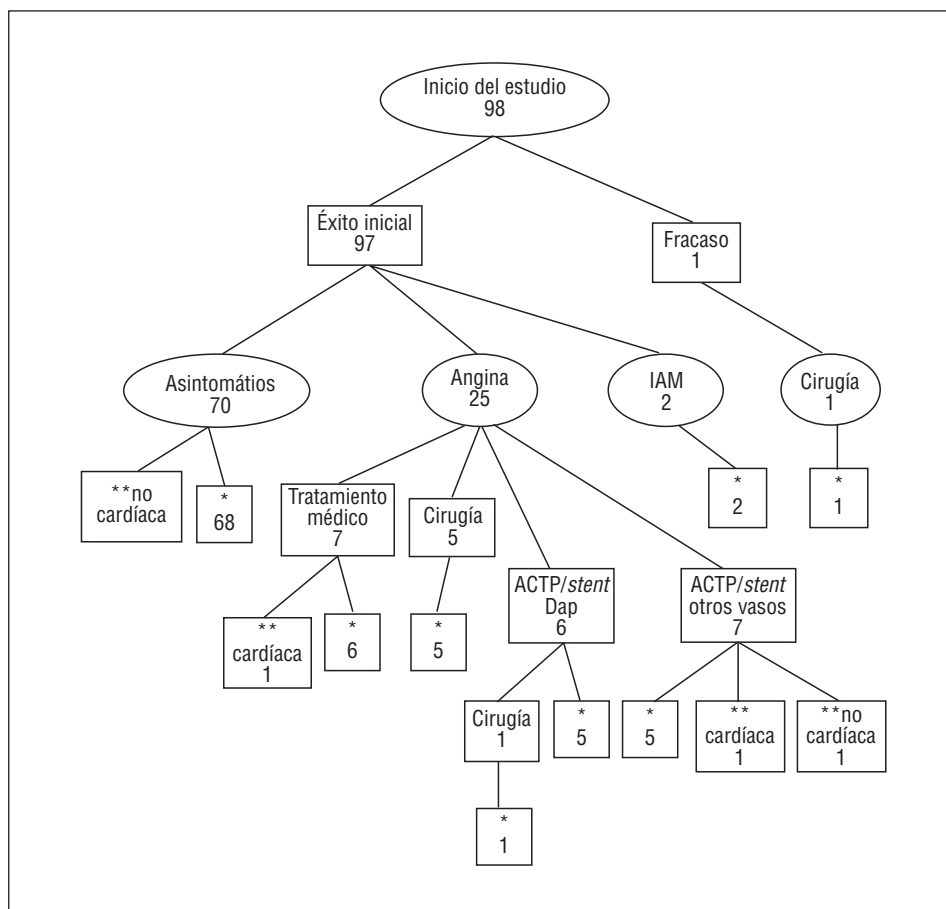 Inicio del estudio
98
Éxito inicial
97
Fracaso
1
Asintomátios
70
Angina
25
IAM
2
Cirugía
1
**no
cardíaca
*
68
Tratamiento
médico
7
Cirugía
5
*
2
*
1
ACTP/stent
Dap
6
ACTP/stent
otros vasos
7
**
cardíaca
1
*
6
*
5
Cirugía
1
*
5
*
5
**
cardíaca
1
**no
cardíaca
1
*
1